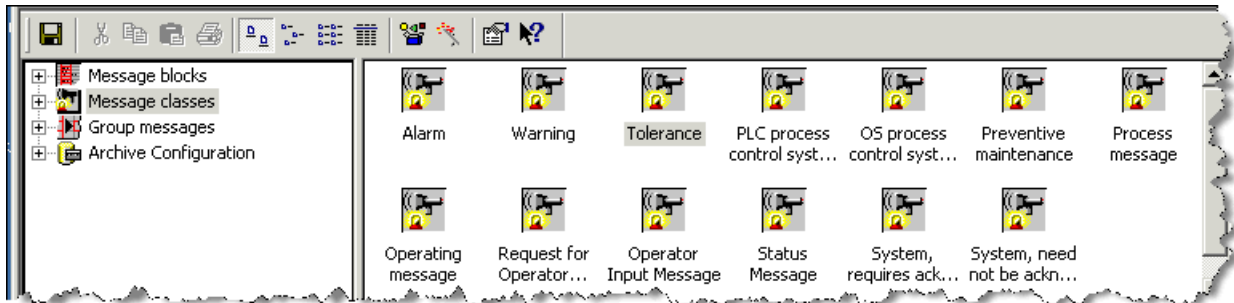 Message blocks
Message classes
Group messages
Archive Configuration
Alarm
Warning
Tolerance
PLC process
control syst...
OS process
control syst...
Preventive
maintenance
Process
message
Operating
message
Request for
Operator...
Operator
Input Message
Status
Message
System,
requires ack...
System, need
not be ackn...